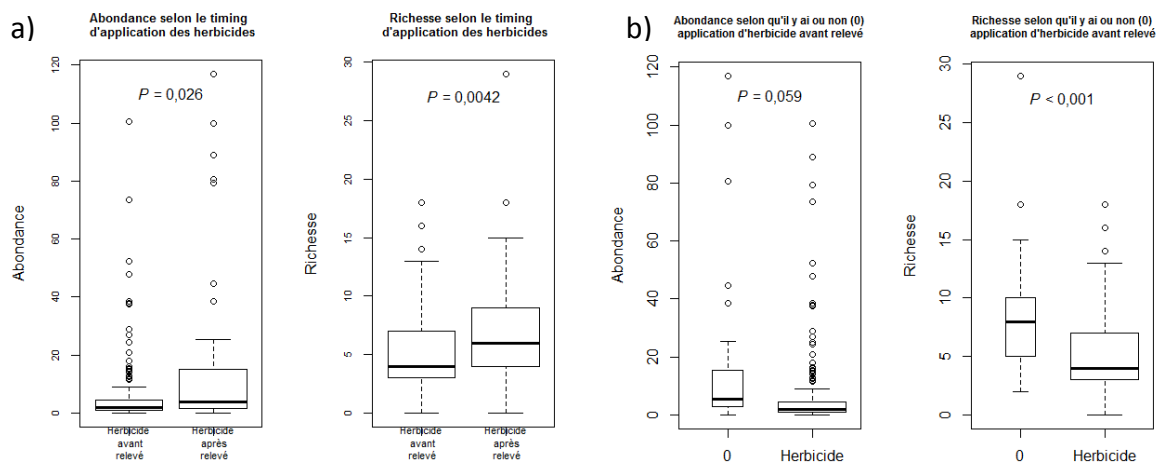 a)
Abondance selon le timing
d'application des herbicides
P = 0,026
Abondance
0
20
40
60
80
100
120
Herbicide
avant
relevé
Herbicide
après
relevé
Richesse selon le timing
d'application des herbicides
P = 0,0042
Richesse
0
5
10
15
20
25
30
Herbicide
avant
relevé
Herbicide
après
relevé
b)
Abondance selon qu'il y ai ou non (0)
application d'herbicide avant relevé
P = 0,059
Abondance
0
20
40
60
80
100
120
0
Herbicide
Richesse selon qu'il y ai ou non (0)
application d'herbicide avant relevé
P < 0,001
Richesse
0
5
10
15
20
25
30
0
Herbicide